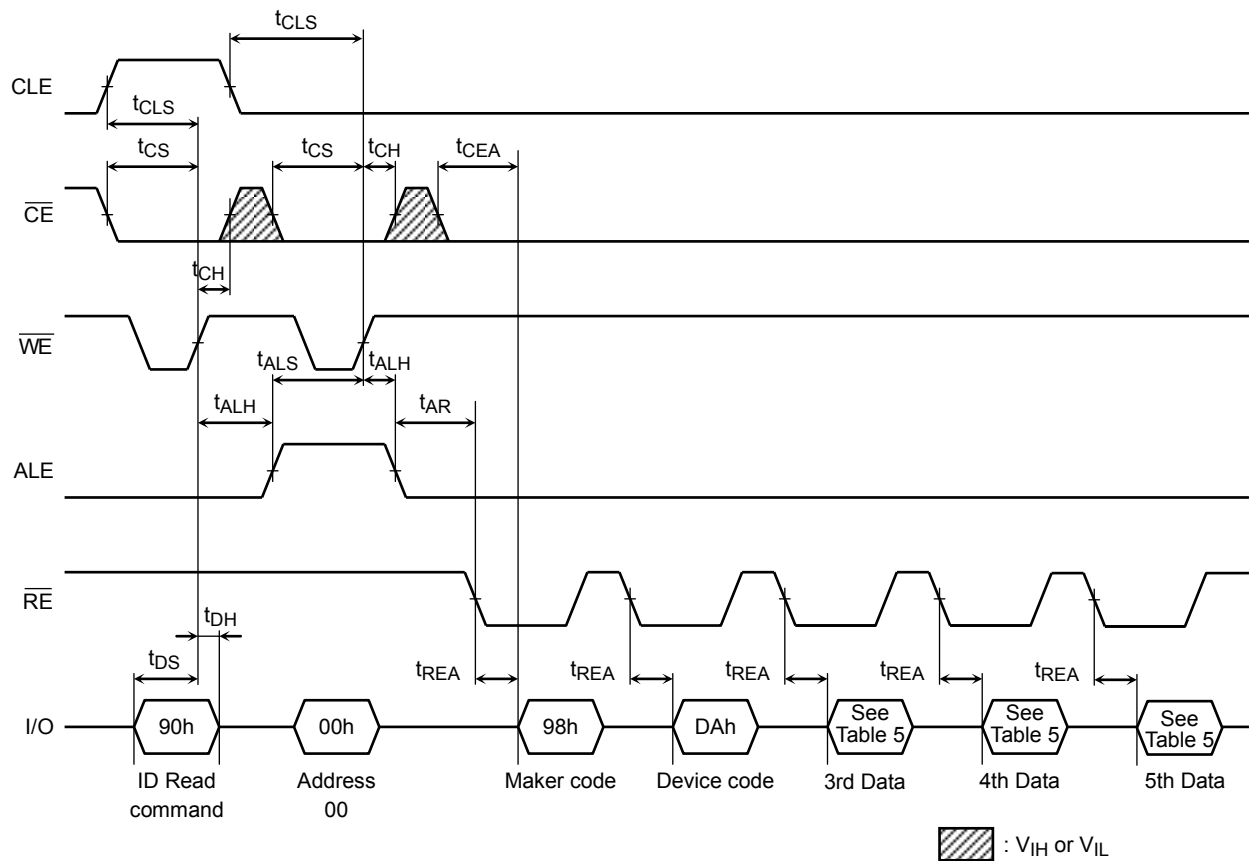 tCLS
CLE
tCLS
tCS
tCS
tCH
tCEA
CE
tCH
WE
tALS
tALH
tALH
tAR
ALE
RE
tDH
tDS
tREA
tREA
tREA
tREA
tREA
I/O
90h
00h
98h
DAh
See
Table 5
See
Table 5
See
Table 5
ID Read
command
Address
00
Maker code
Device code
3rd Data
4th Data
5th Data
: VIH or VIL